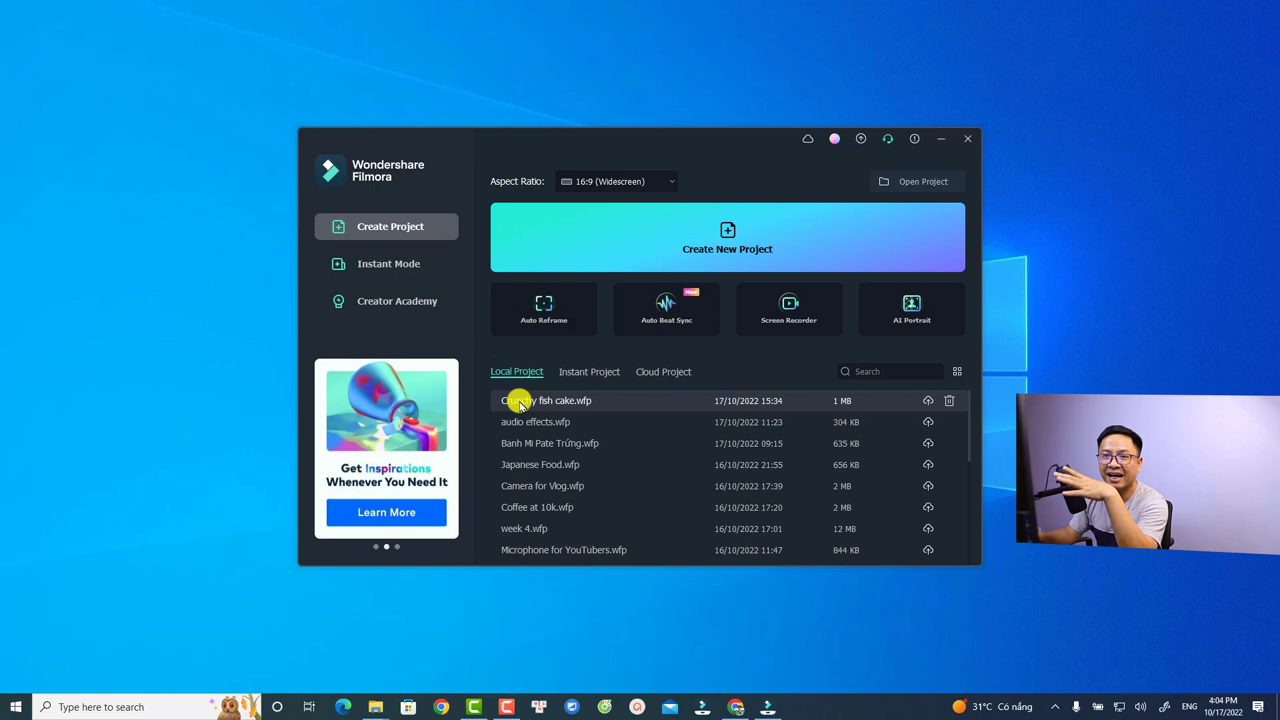 Wondershare
Filmora
Create Project
Instant Mode
Creator Academy
Get Inspirations
Whenever You Need It
Learn More
Aspect Ratio:
16:9 (Widescreen)
Open Project
Create New Project
Auto Reframe
New
Auto Beat Sync
Screen Recorder
AI Portrait
Local Project
Instant Project
Cloud Project
Search
Crunchy fish cake.wfp 17/10/2022 15:34 1 MB
audio effects.wfp 17/10/2022 11:23 304 KB
Banh Mi Pate Trứng.wfp 17/10/2022 09:15 635 KB
Japanese Food.wfp 16/10/2022 21:55 656 KB
Camera for Vlog.wfp 16/10/2022 17:39 2 MB
Coffee at 10k.wfp 16/10/2022 17:20 2 MB
week 4.wfp 16/10/2022 17:01 12 MB
Microphone for YouTubers.wfp 16/10/2022 11:47 844 KB
Type here to search
31°C Có nắng
4:04 PM
10/17/2022